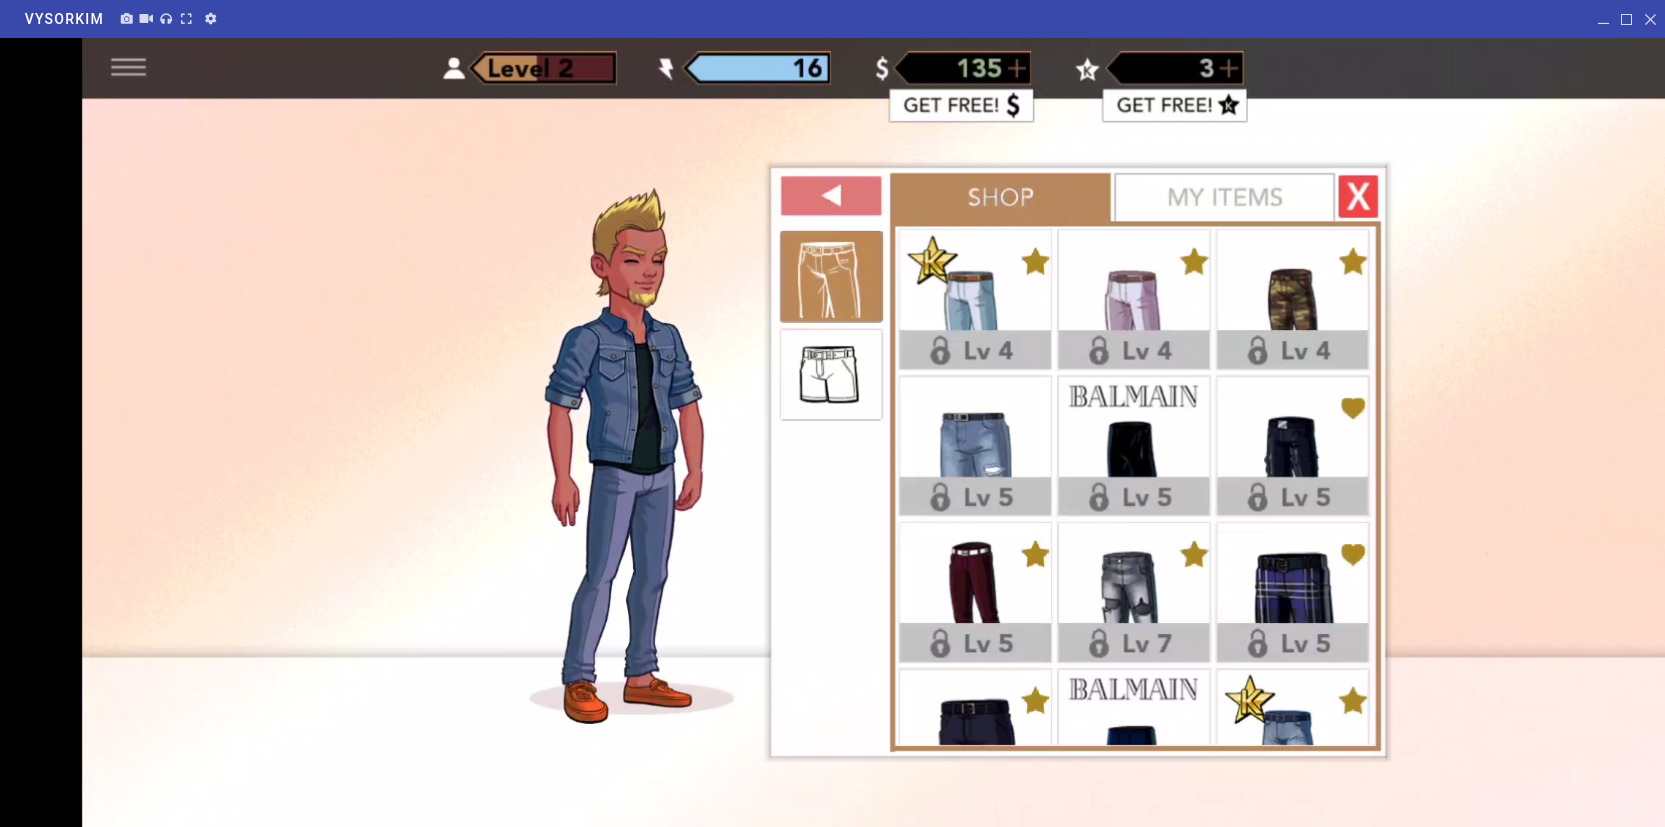 VYSORKIM
Level 2
16
$ 135 +
3 +
GET FREE! $
GET FREE! K
SHOP
MY ITEMS
X
K
Lv 4
Lv 4
Lv 4
BALMAIN
Lv 5
Lv 5
Lv 5
Lv 5
Lv 7
Lv 5
BALMAIN
K